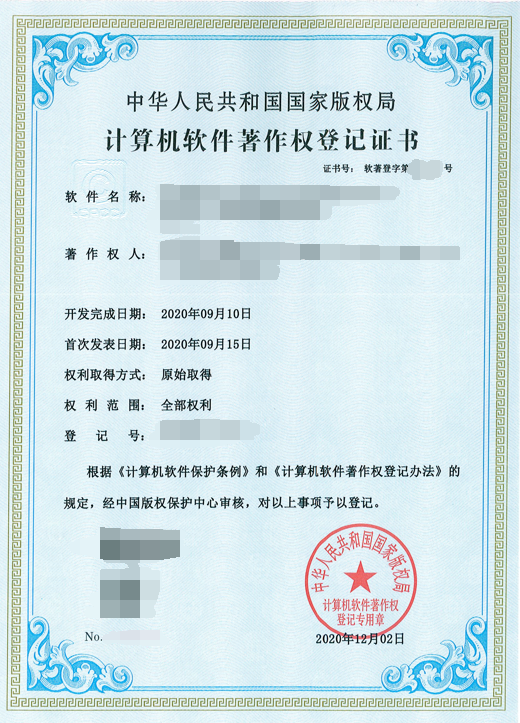 中华人民共和国国家版权局
计算机软件著作权登记证书
证书号： 软著登字第 号
CPCC
软件名称：
著作权人：
开发完成日期： 2020年09月10日
首次发表日期： 2020年09月15日
权利取得方式： 原始取得
权利范围： 全部权利
登记号：
根据《计算机软件保护条例》和《计算机软件著作权登记办法》的
规定，经中国版权保护中心审核，对以上事项予以登记。
中华人民共和国国家版权局
计算机软件著作权
登记专用章
No.
2020年12月02日